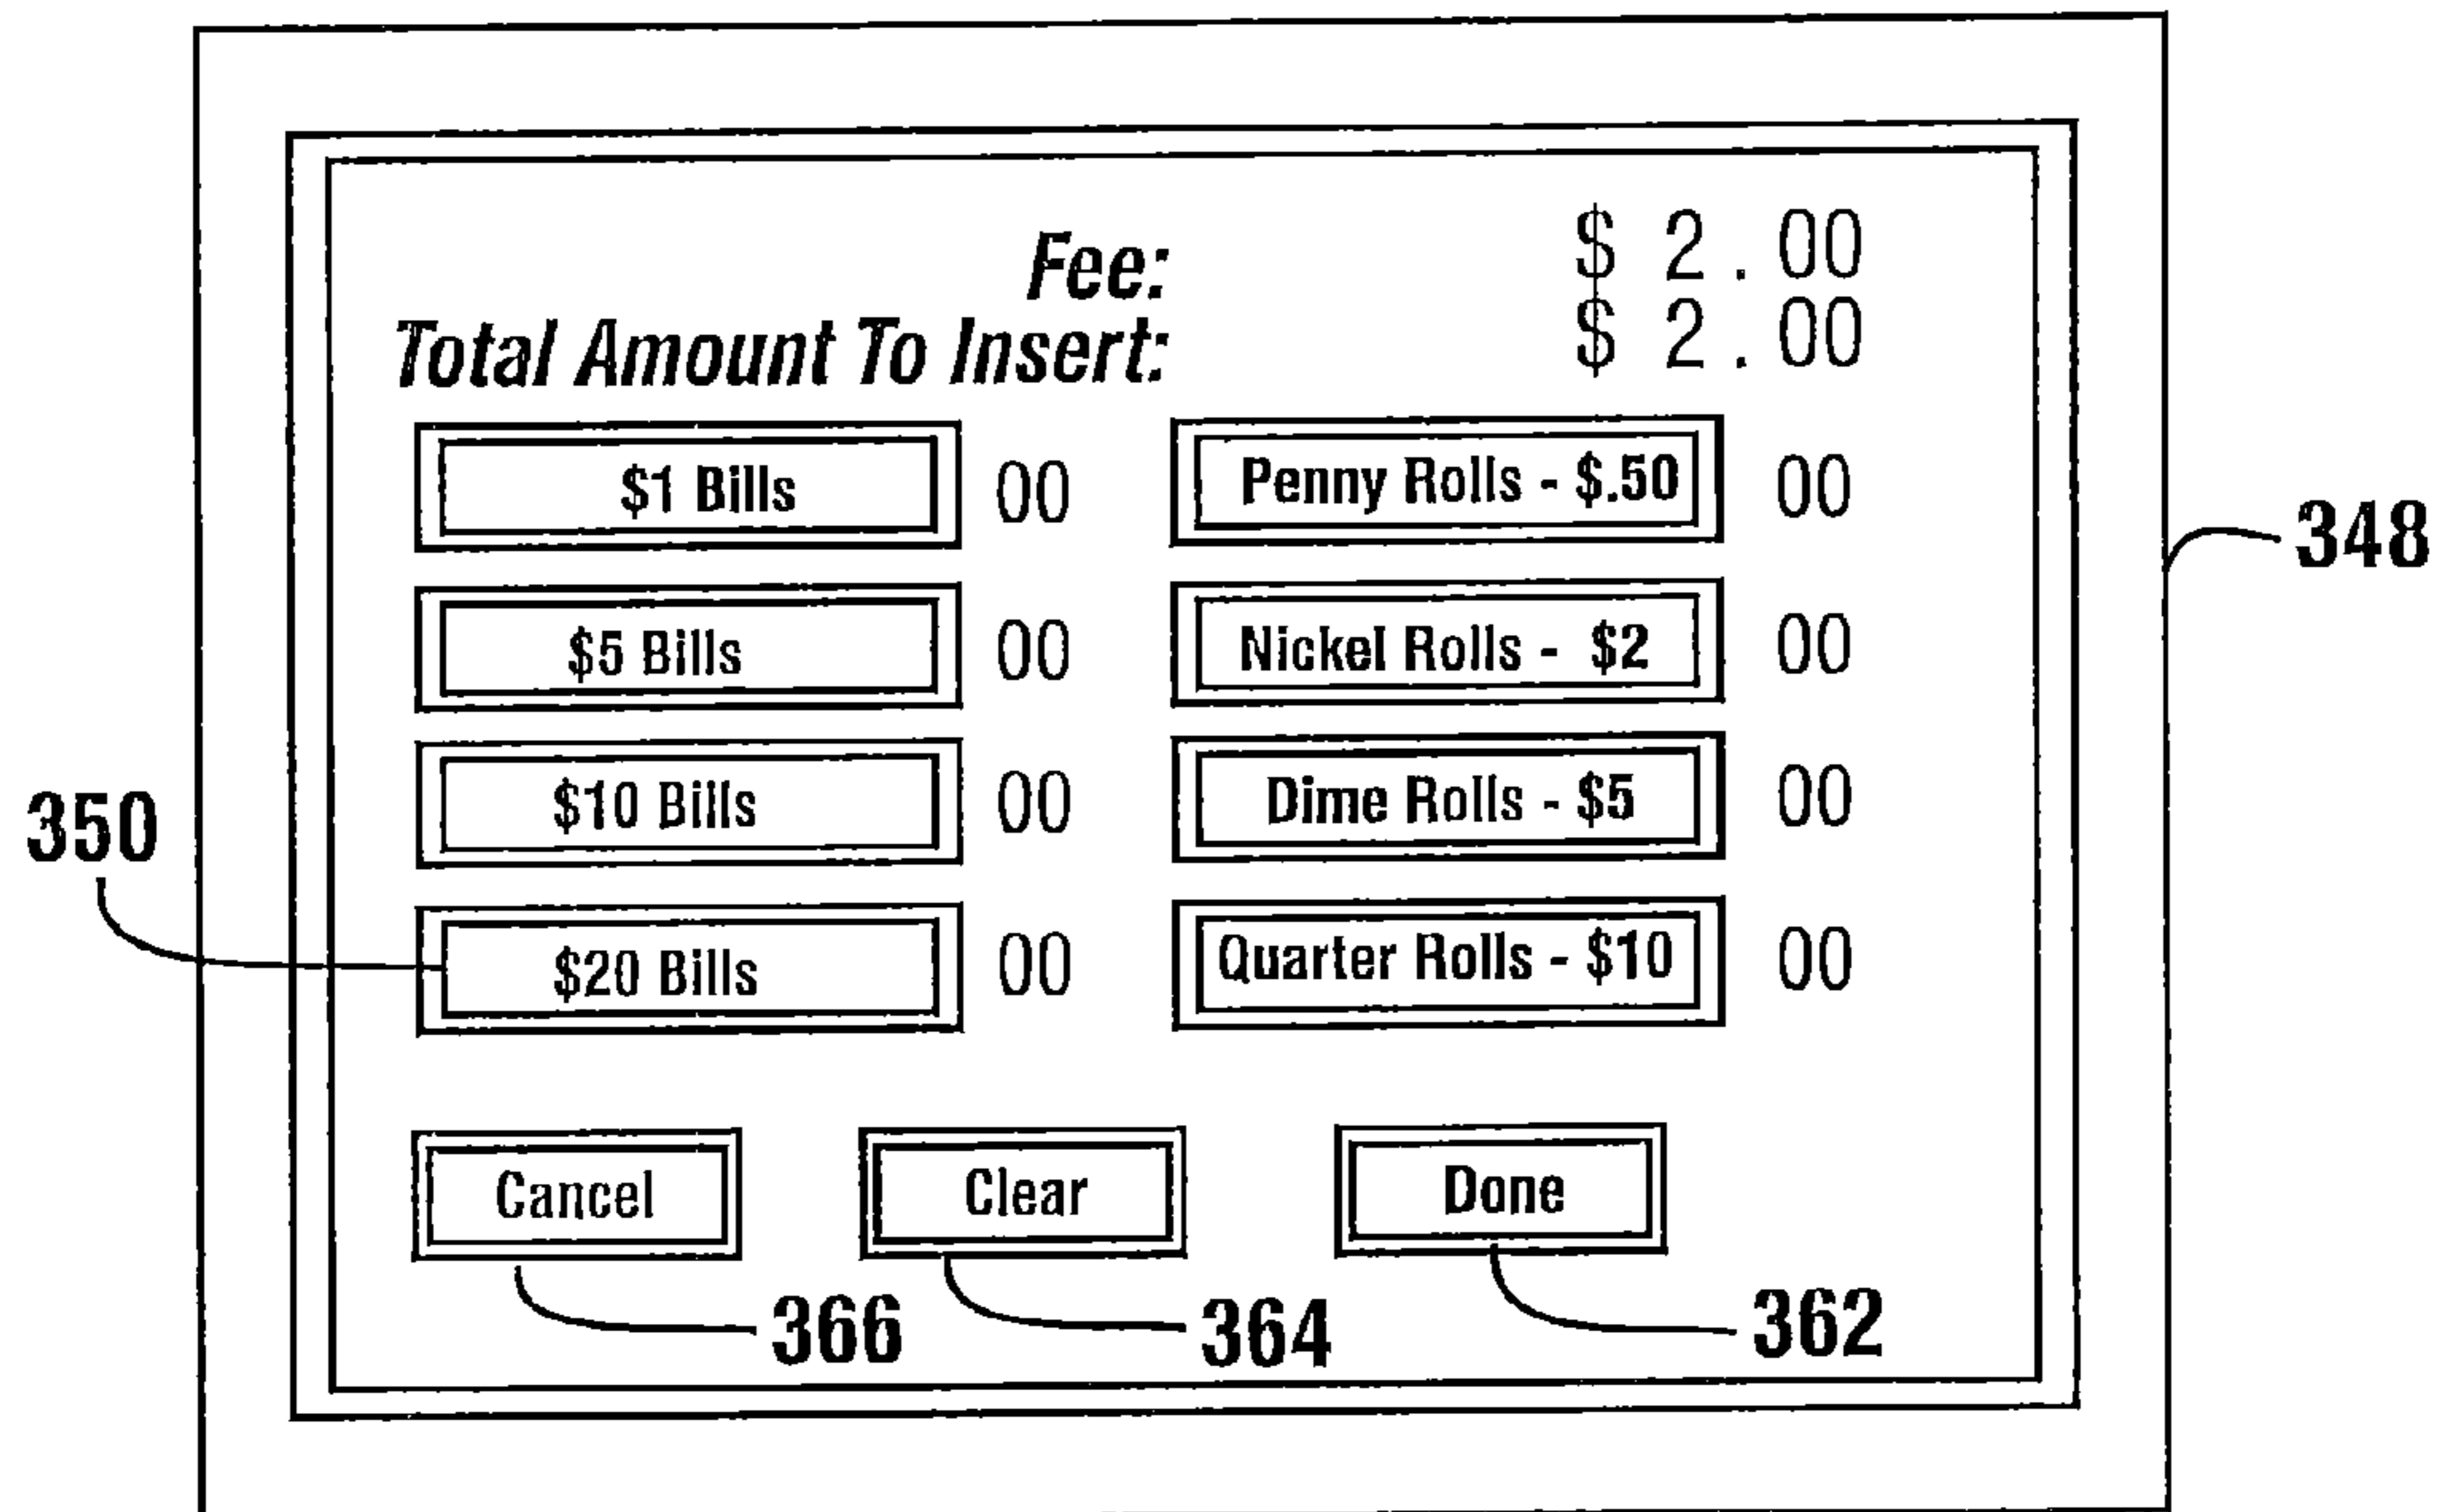 Fee: $ 2 . 00
Total Amount To Insert: $ 2 . 00
$1 Bills 00 Penny Rolls - $.50 00
348
$5 Bills 00 Nickel Rolls - $2 00
350
$10 Bills 00 Dime Rolls - $5 00
$20 Bills 00 Quarter Rolls - $10 00
Cancel Clear Done
366 364 362